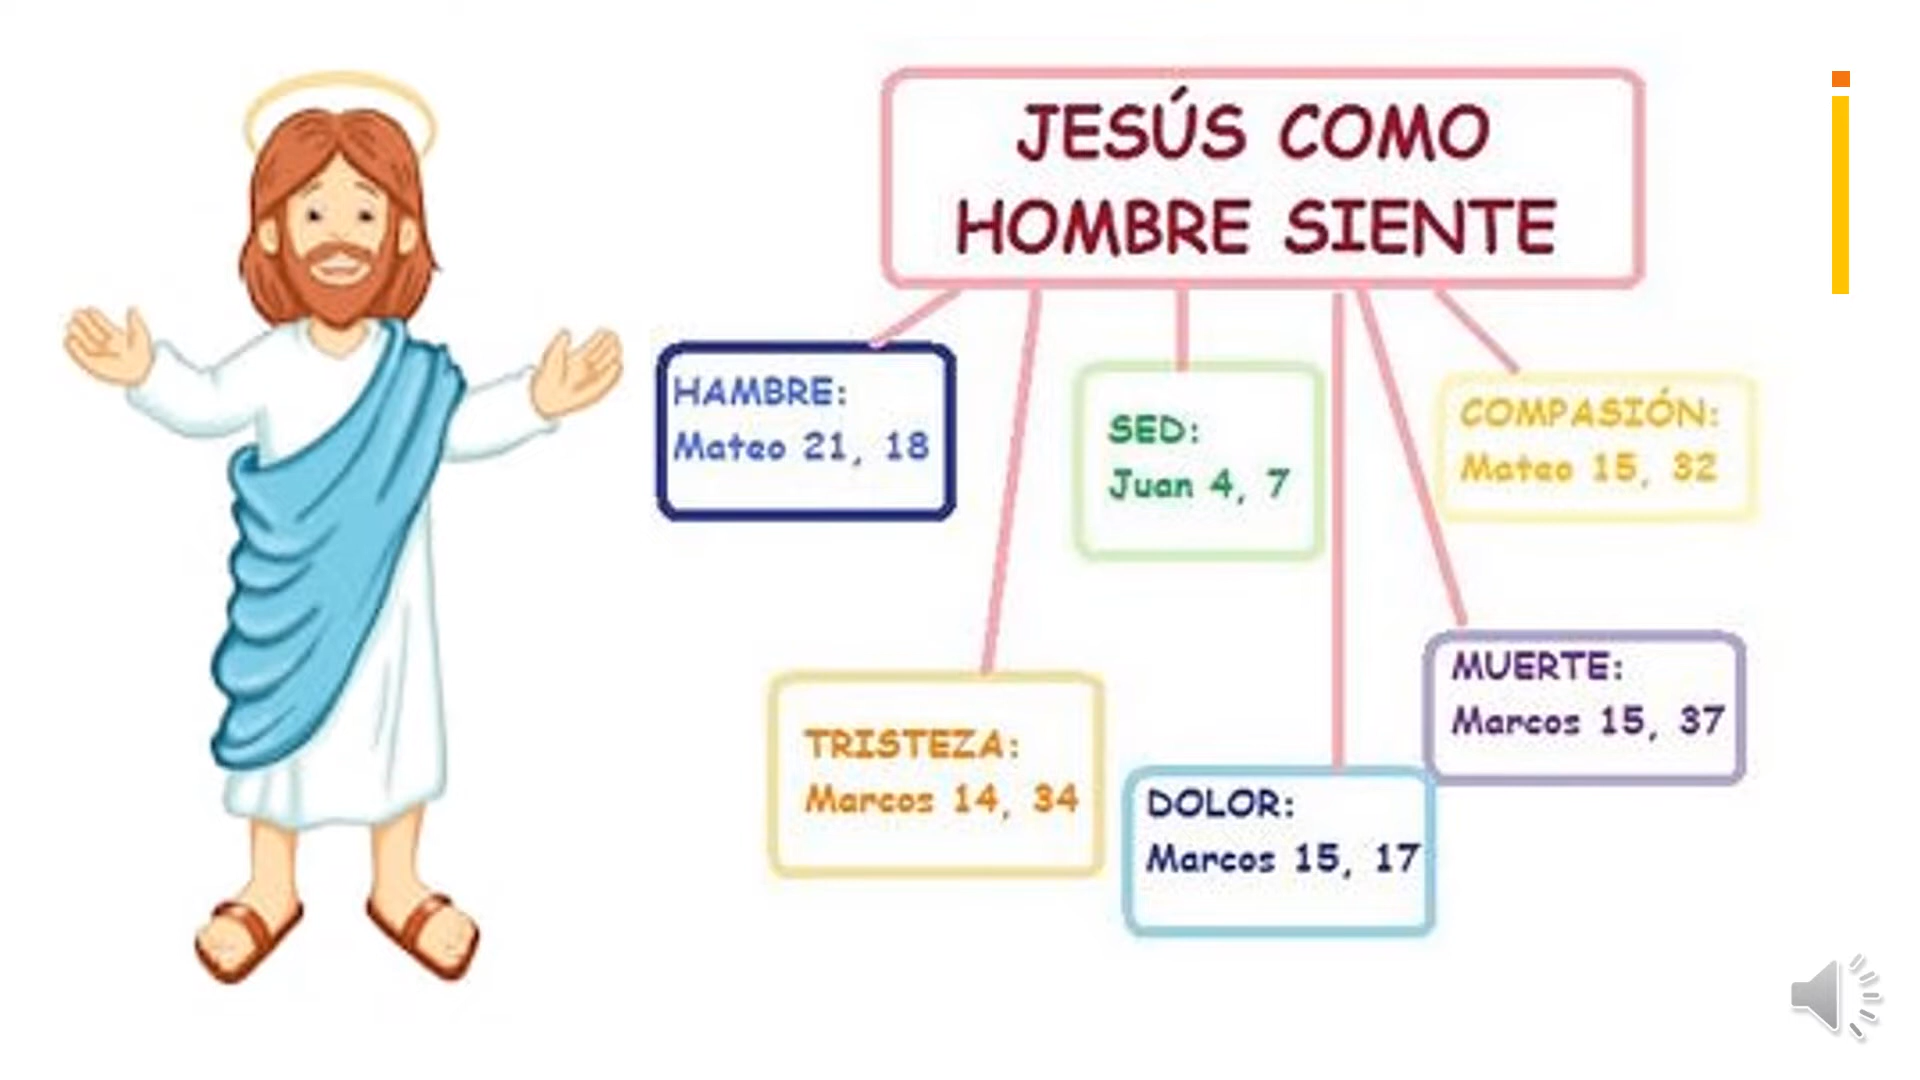 JESÚS COMO
HOMBRE SIENTE
HAMBRE:
Mateo 21, 18
SED:
Juan 4, 7
COMPASIÓN:
Mateo 15, 32
TRISTEZA:
Marcos 14, 34
DOLOR:
Marcos 15, 17
MUERTE:
Marcos 15, 37